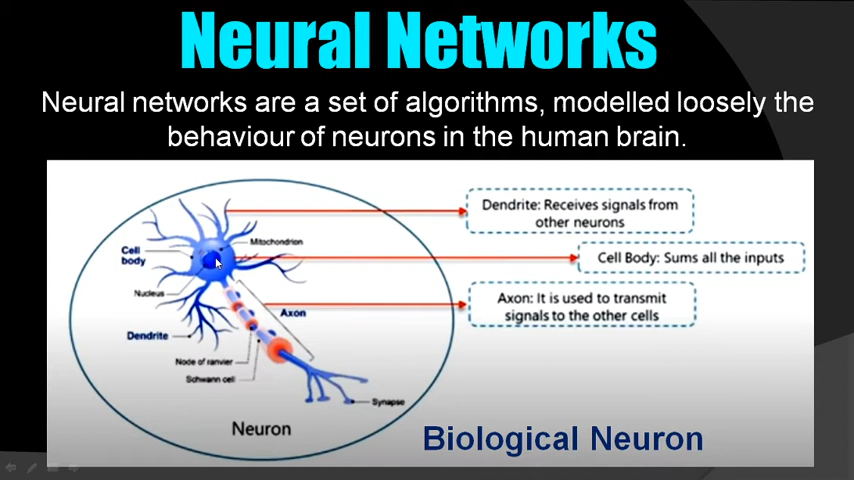 Neural Networks
Neural networks are a set of algorithms, modelled loosely the
behaviour of neurons in the human brain.
Dendrite: Receives signals from
other neurons
Mitochondrion
Cell
body
Cell Body: Sums all the inputs
Nucleus
Axon: It is used to transmit
signals to the other cells
Axon
Dendrite
Node of ranvier
Schwann cell
Synapse
Neuron
Biological Neuron